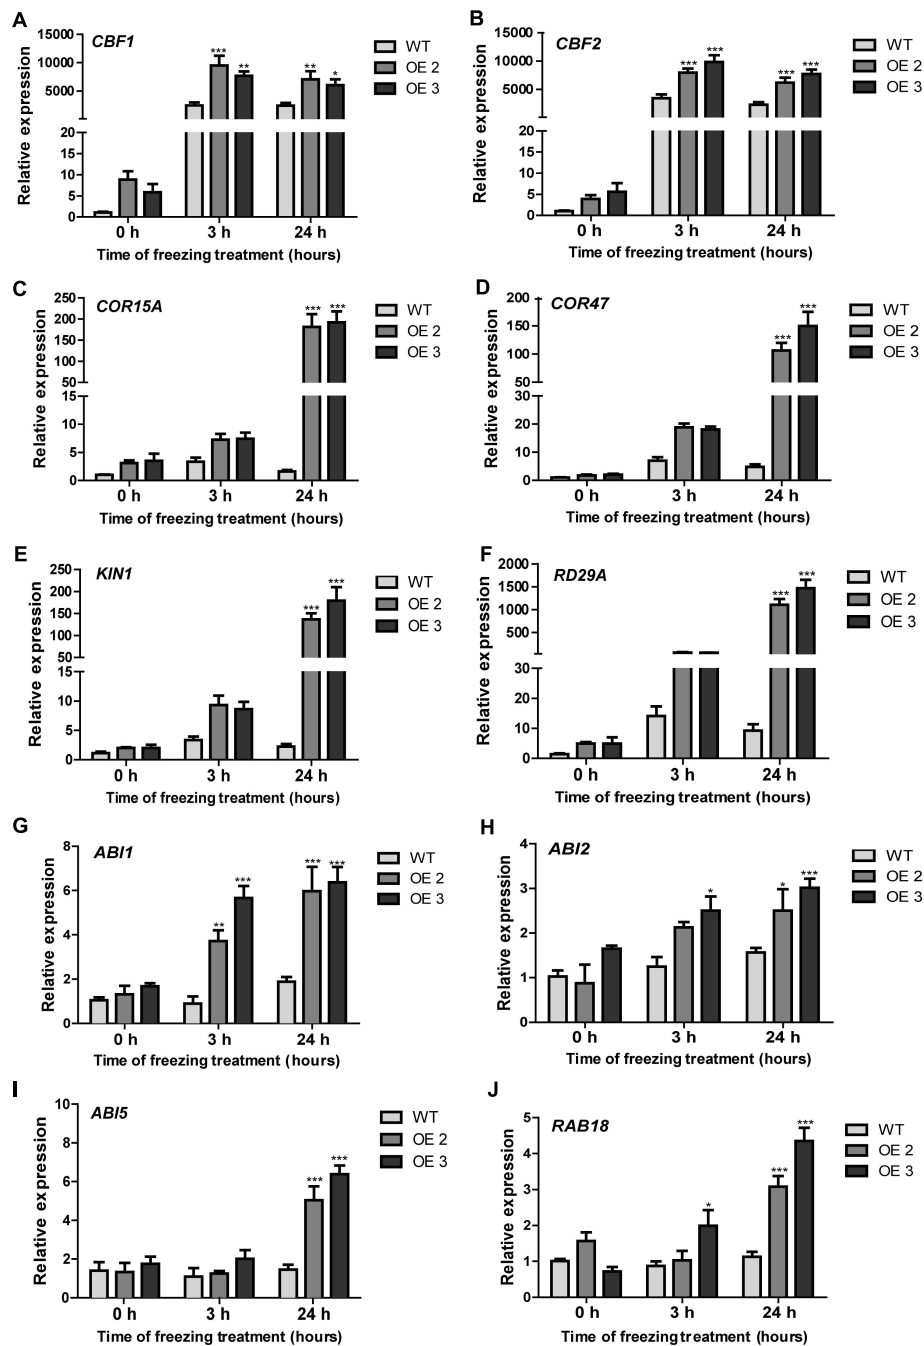 A
CBF1
Relative expression
15000
10000
5000
20
15
10
5
0
***
**
**
*
0 h
3 h
24 h
Time of freezing treatment (hours)
WT
OE 2
OE 3
B
CBF2
Relative expression
15000
10000
5000
20
15
10
5
0
***
***
***
***
0 h
3 h
24 h
Time of freezing treatment (hours)
WT
OE 2
OE 3
C
COR15A
Relative expression
250
200
150
100
50
15
10
5
0
***
***
0 h
3 h
24 h
Time of freezing treatment (hours)
WT
OE 2
OE 3
D
COR47
Relative expression
200
150
100
50
30
20
10
0
***
***
0 h
3 h
24 h
Time of freezing treatment (hours)
WT
OE 2
OE 3
E
KIN1
Relative expression
250
200
150
100
50
15
10
5
0
***
***
0 h
3 h
24 h
Time of freezing treatment (hours)
WT
OE 2
OE 3
F
RD29A
Relative expression
2000
1500
1000
500
30
20
10
0
***
***
0 h
3 h
24 h
Time of freezing treatment (hours)
WT
OE 2
OE 3
G
ABI1
Relative expression
8
6
4
2
0
**
***
***
***
0 h
3 h
24 h
Time of freezing treatment (hours)
WT
OE 2
OE 3
H
ABI2
Relative expression
4
3
2
1
0
*
*
***
0 h
3 h
24 h
Time of freezing treatment (hours)
WT
OE 2
OE 3
I
ABI5
Relative expression
10
8
6
4
2
0
***
***
0 h
3 h
24 h
Time of freezing treatment (hours)
WT
OE 2
OE 3
J
RAB18
Relative expression
5
4
3
2
1
0
*
***
***
0 h
3 h
24 h
Time of freezing treatment (hours)
WT
OE 2
OE 3